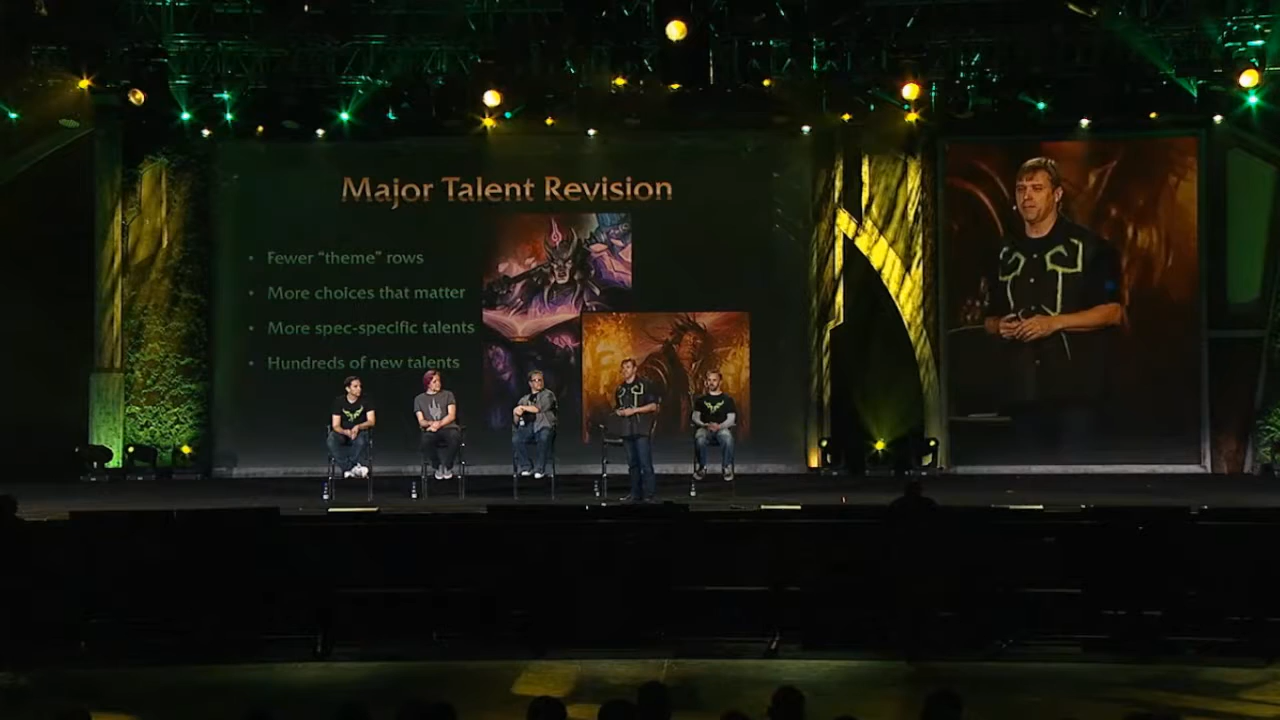 Major Talent Revision
• Fewer "theme" rows
• More choices that matter
• More spec-specific talents
• Hundreds of new talents